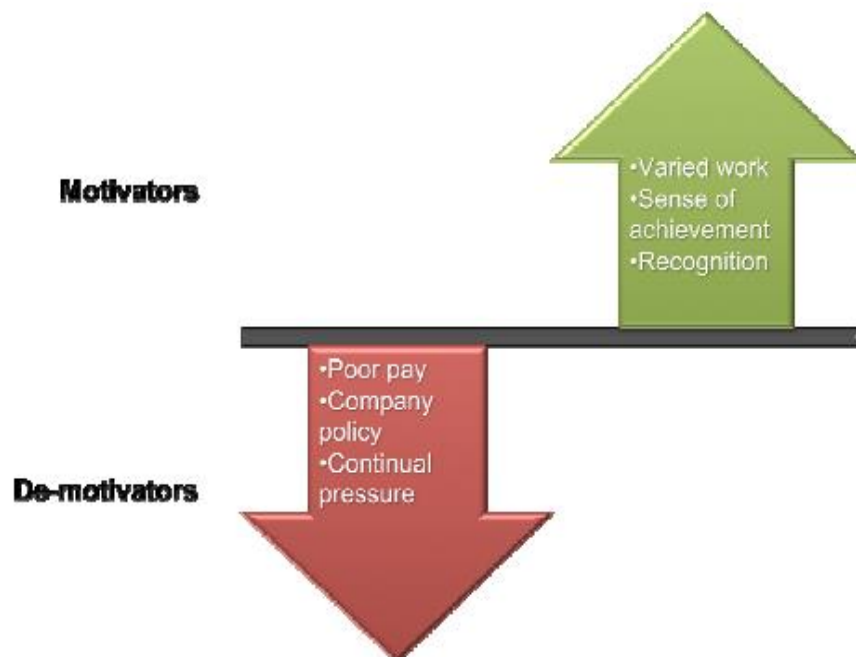 Motivators
•Varied work
•Sense of
achievement
•Recognition
•Poor pay
•Company
policy
•Continual
pressure
De-motivators